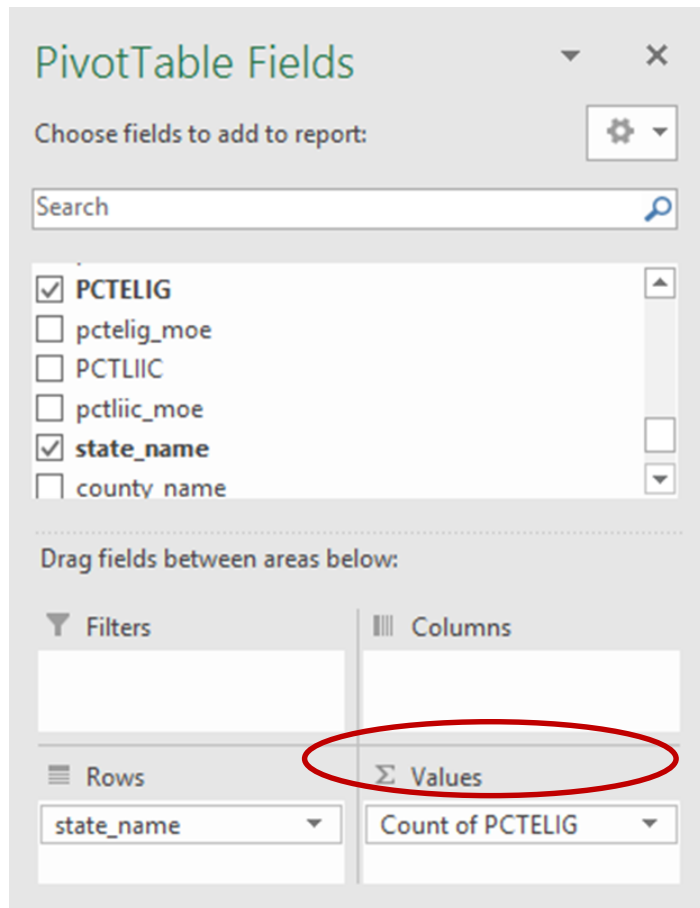 PivotTable Fields
Choose fields to add to report:
Search
PCTELIG
pctelig_moe
PCTLIIC
pctliic_moe
state_name
county_name
Drag fields between areas below:
Filters
Columns
Rows
Σ Values
state_name
Count of PCTELIG